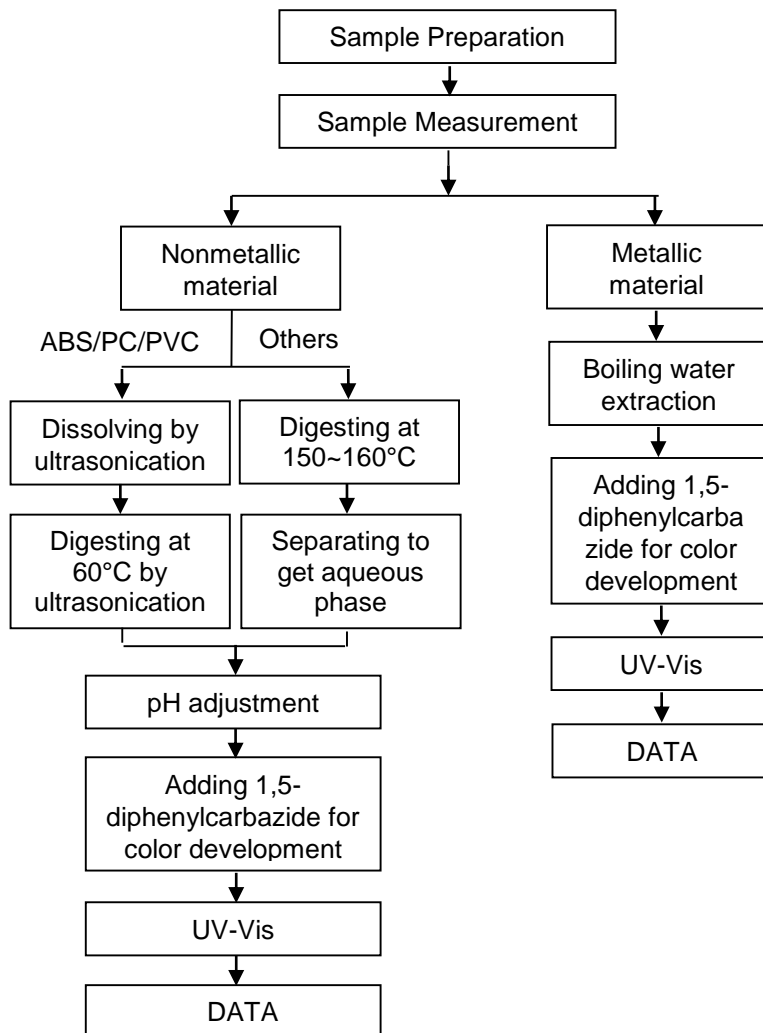 Sample Preparation
Sample Measurement
Nonmetallic
material
ABS/PC/PVC
Others
Dissolving by
ultrasonication
Digesting at
150~160°C
Digesting at
60°C by
ultrasonication
Separating to
get aqueous
phase
pH adjustment
Adding 1,5-
diphenylcarbazide for
color development
UV-Vis
DATA
Metallic
material
Boiling water
extraction
Adding 1,5-
diphenylcarba
zide for color
development
UV-Vis
DATA